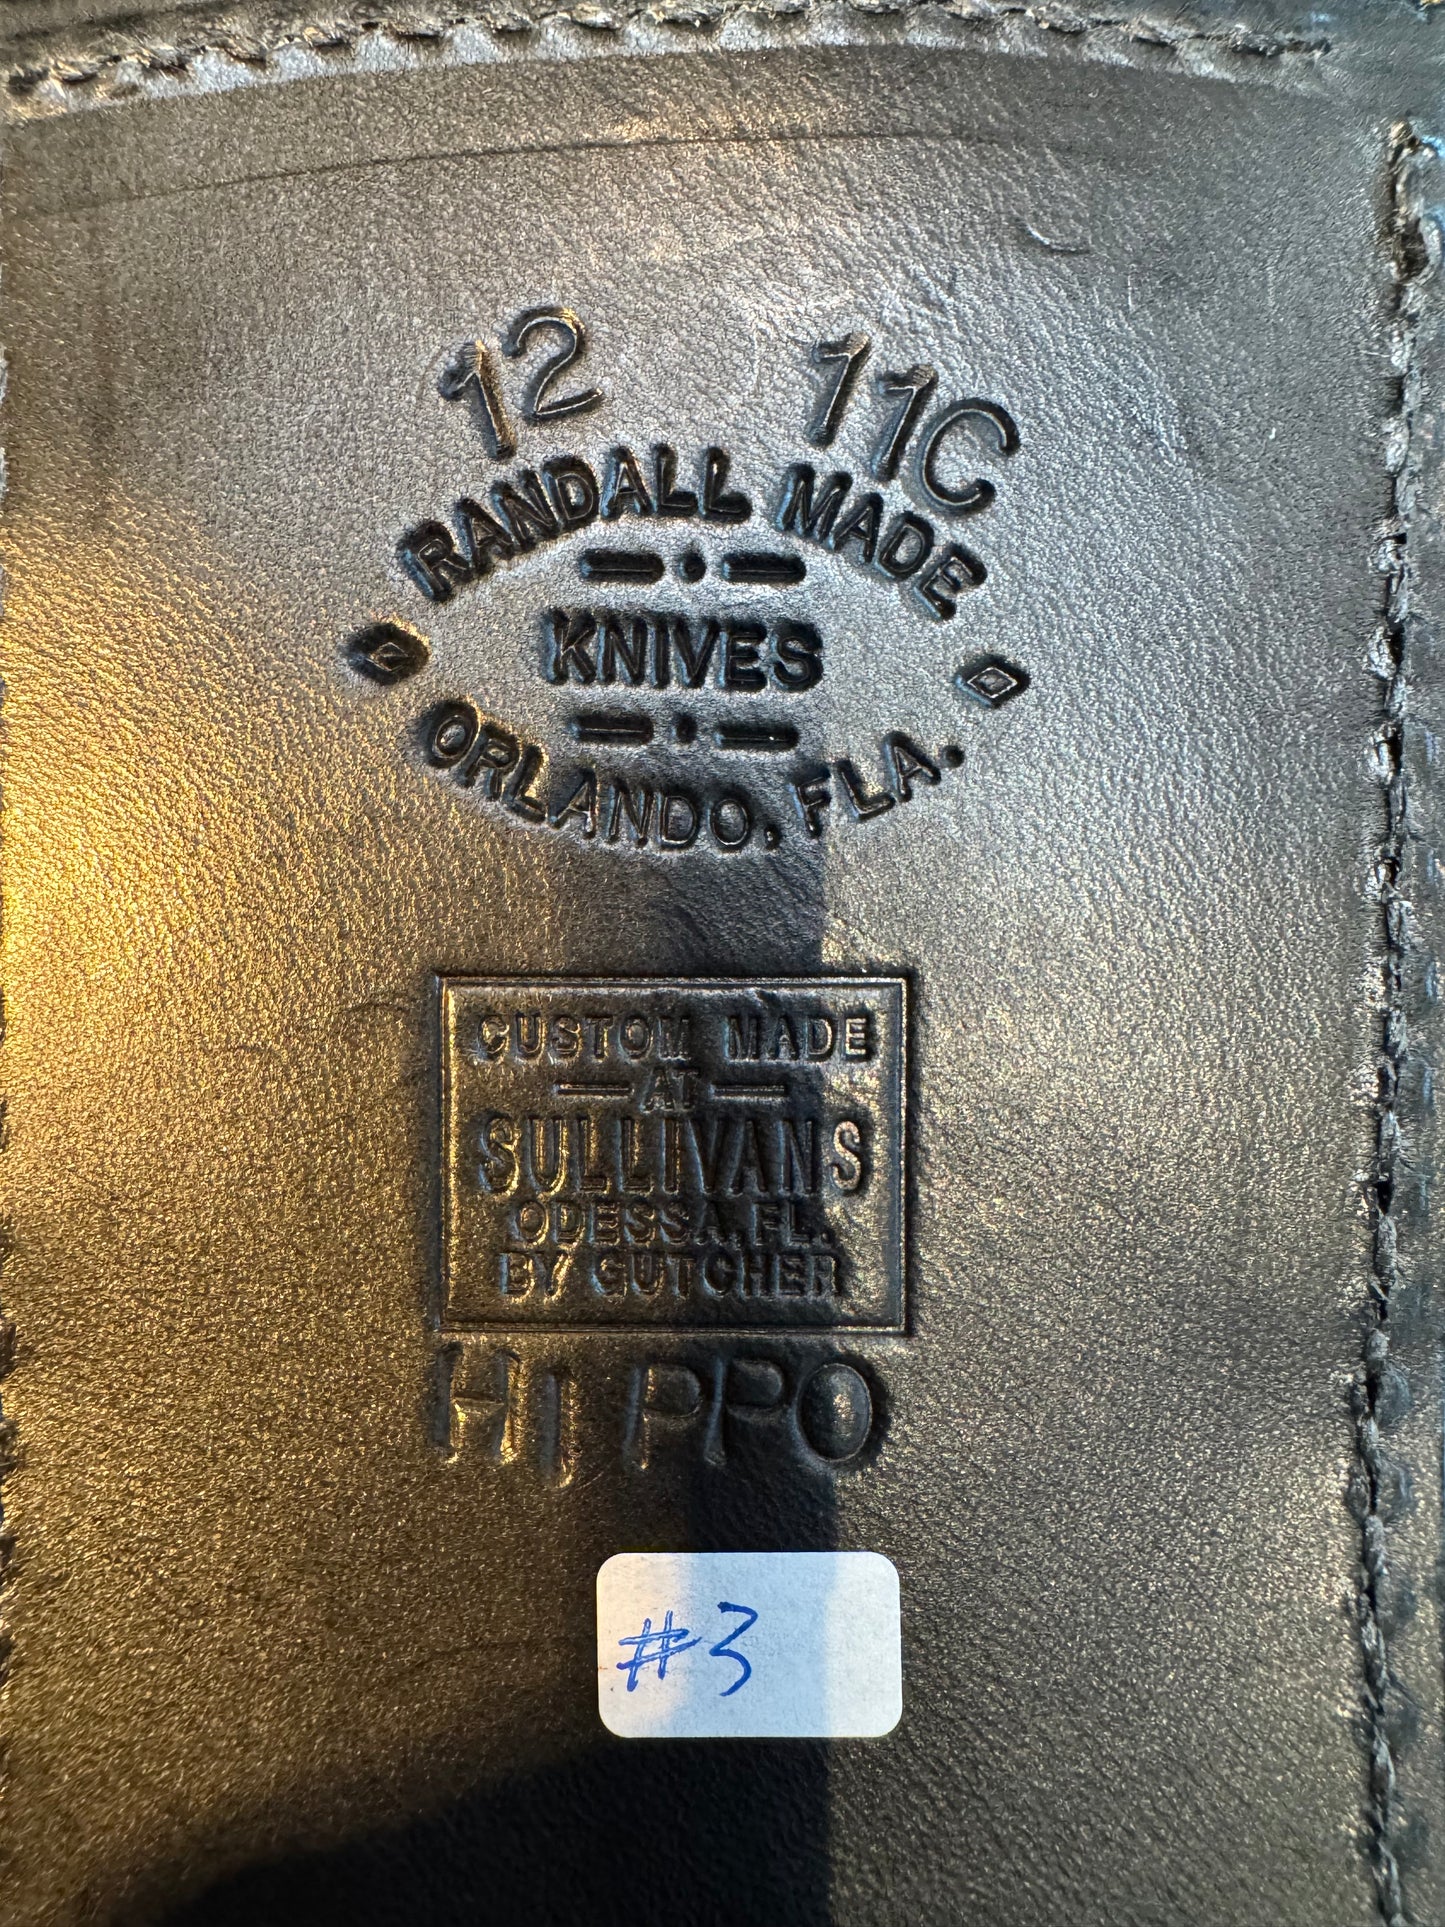 12 11C
RANDALL MADE
KNIVES
ORLANDO, FLA.
CUSTOM MADE
AT
SULLIVANS
ODESSA, FL.
BY GUTCHER
HIPPO
#3